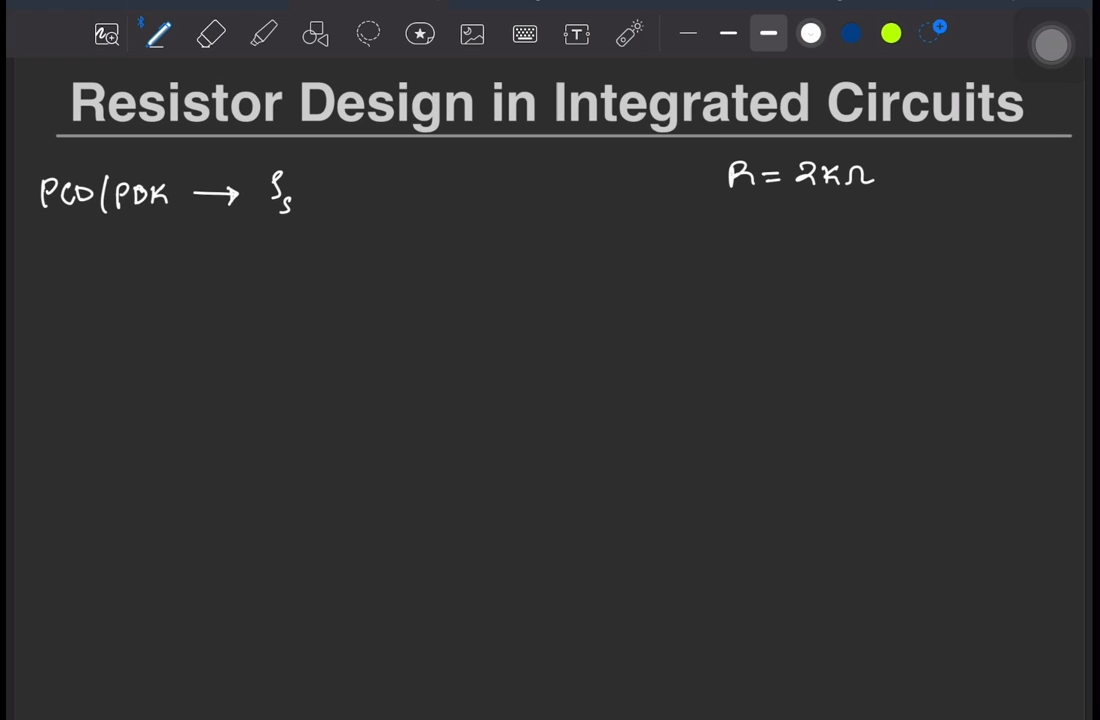 Resistor Design in Integrated Circuits
PCD/PDK → ρs
R = 2KΩ